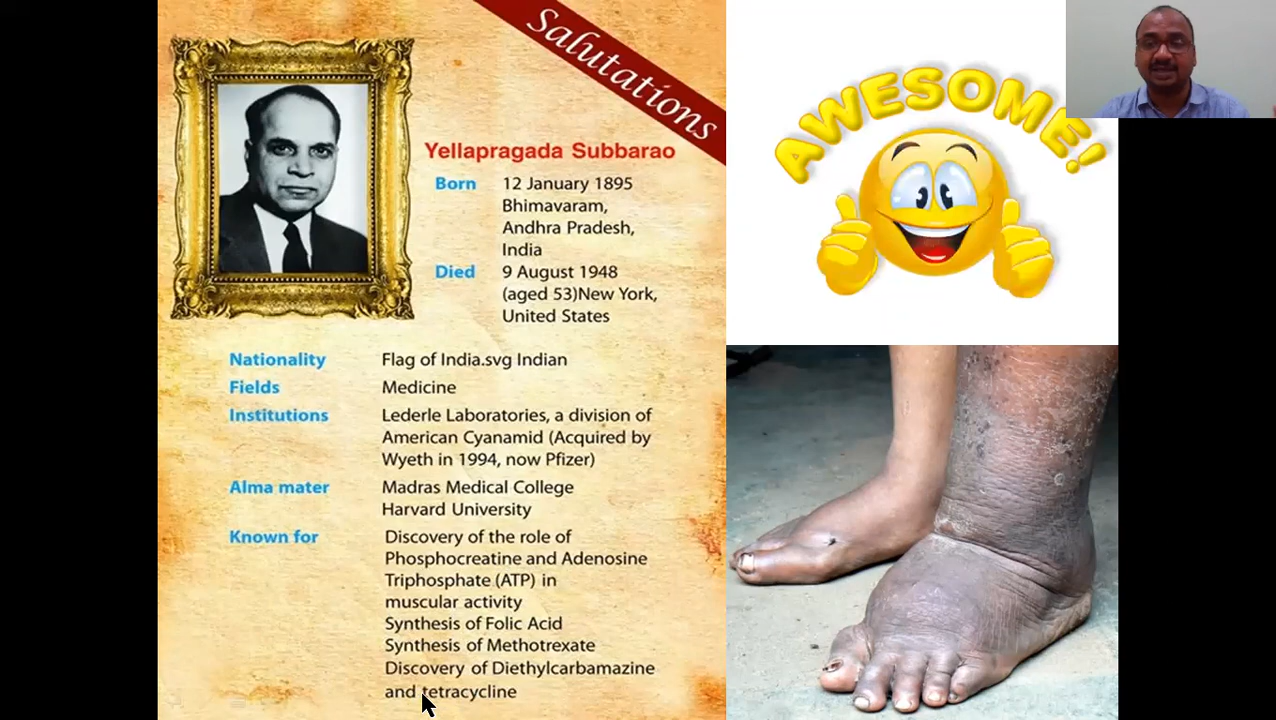 Salutations
Yellapragada Subbarao
Born 12 January 1895
Bhimavaram,
Andhra Pradesh,
India
Died 9 August 1948
(aged 53)New York,
United States
Nationality Flag of India.svg Indian
Fields Medicine
Institutions Lederle Laboratories, a division of
American Cyanamid (Acquired by
Wyeth in 1994, now Pfizer)
Alma mater Madras Medical College
Harvard University
Known for Discovery of the role of
Phosphocreatine and Adenosine
Triphosphate (ATP) in
muscular activity
Synthesis of Folic Acid
Synthesis of Methotrexate
Discovery of Diethylcarbamazine
and tetracycline
AWESOME!